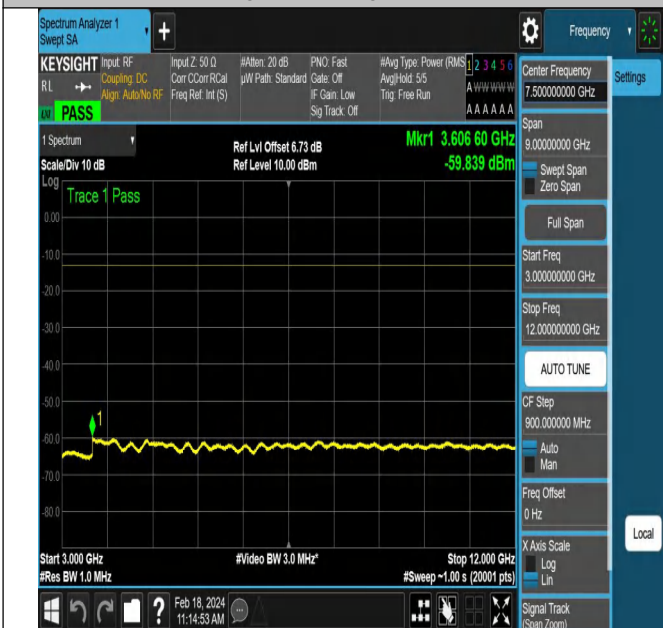 Spectrum Analyzer 1
Swept SA
+
Frequency
KEYSIGHT
RL
PASS
Input: RF
Coupling: DC
Align: Auto/No RF
Input Z: 50 Ω
Corr CCorr RCal
Freq Ref: Int (S)
#Atten: 20 dB
µW Path: Standard
PNO: Fast
Gate: Off
IF Gain: Low
Sig Track: Off
#Avg Type: Power (RMS
Avg|Hold: 5/5
Trig: Free Run
1 2 3 4 5 6
A W W W W W
A A A A A A
1 Spectrum
Scale/Div 10 dB
Ref Lvl Offset 6.73 dB
Ref Level 10.00 dBm
Mkr1 3.606 60 GHz
-59.839 dBm
Log
Trace 1 Pass
0.00
-10.0
-20.0
-30.0
-40.0
-50.0
-60.0
-70.0
-80.0
1
Start 3.000 GHz
#Res BW 1.0 MHz
#Video BW 3.0 MHz*
Stop 12.000 GHz
#Sweep ~1.00 s (20001 pts)
Feb 18, 2024
11:14:53 AM
?
Center Frequency
7.500000000 GHz
Settings
Span
9.00000000 GHz
Swept Span
Zero Span
Full Span
Start Freq
3.000000000 GHz
Stop Freq
12.000000000 GHz
AUTO TUNE
CF Step
900.000000 MHz
Auto
Man
Freq Offset
0 Hz
X Axis Scale
Log
Lin
Local
Signal Track
(Span Zoom)